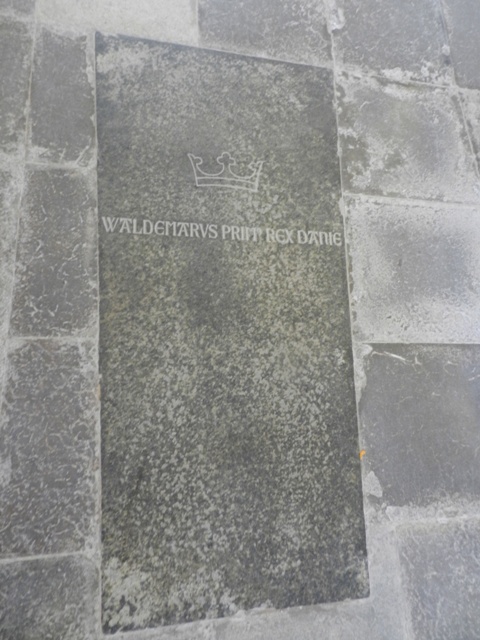 WALDEMARVS PRIM' REX DANIE